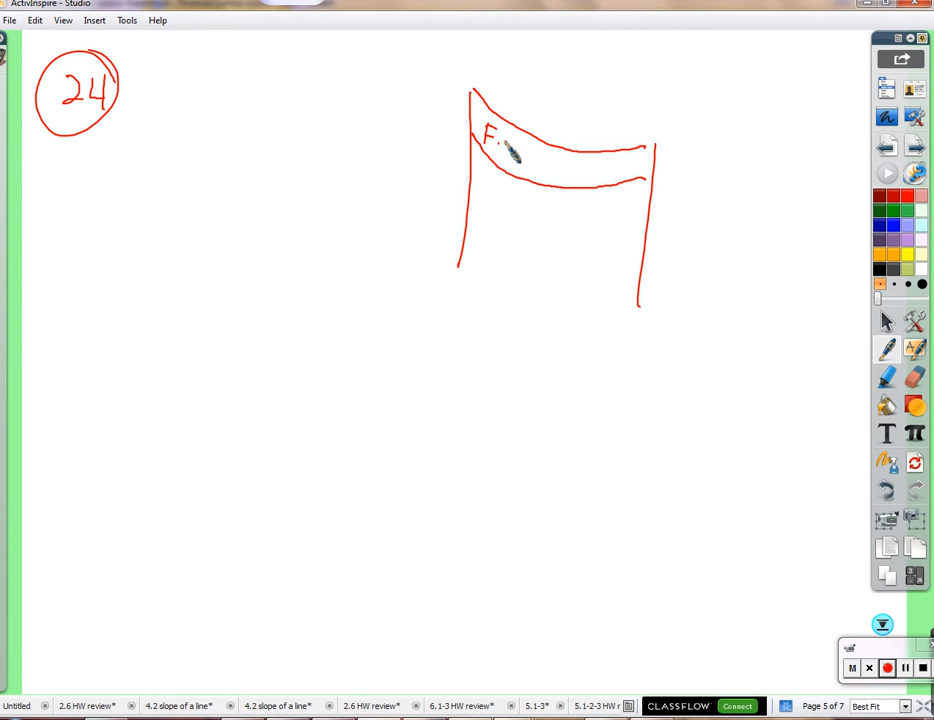 ActivInspire - Studio
File Edit View Insert Tools Help
24
F.
Untitled 2.6 HW review* 4.2 slope of a line* 4.2 slope of a line* 2.6 HW review* 6.1-3 HW review* 5.1-3* 5.1-2-3 HW r CLASSFLOW Connect Page 5 of 7 Best Fit
M